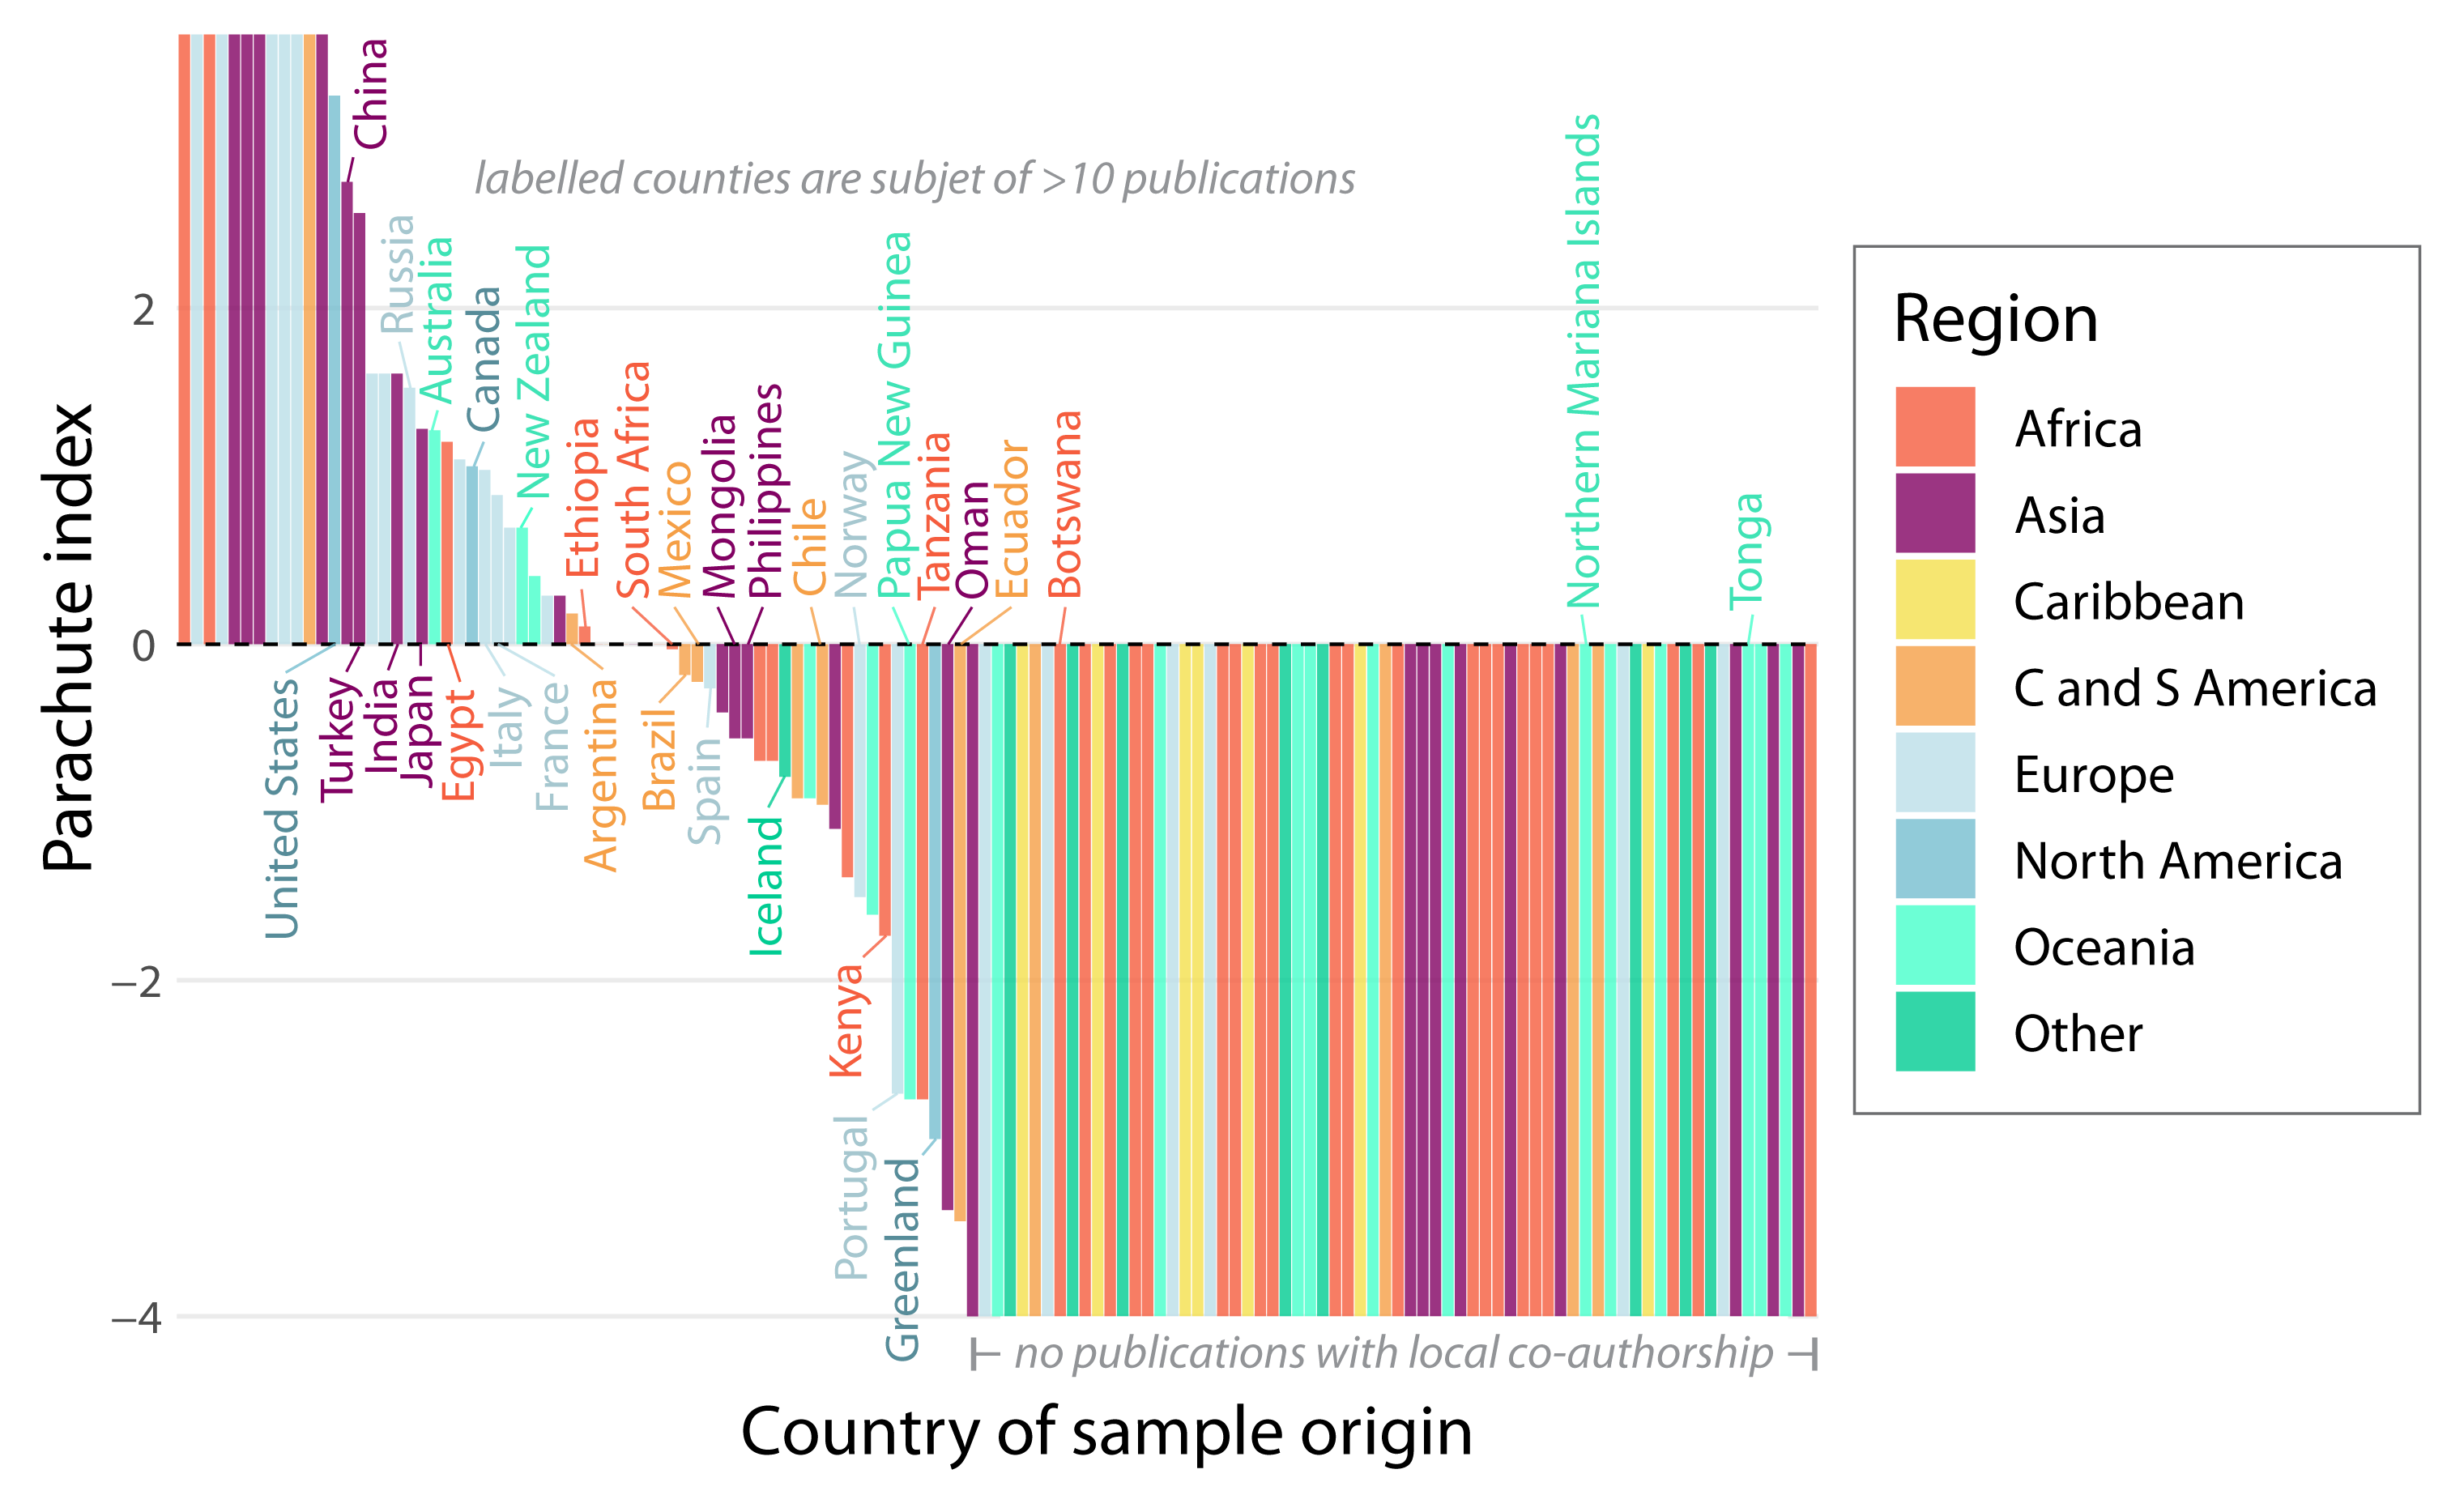 China
labelled counties are subjet of >10 publications
Northern Mariana Islands
Russia
Australia
Papua New Guinea
New Zealand
Canada
2
South Africa
Mongolia
Philippines
Ethiopia
Mexico
Chile
Norway
Tanzania
Oman
Ecuador
Botswana
Tonga
0
Parachute index
United States
Turkey
India
Japan
Egypt
Italy
France
Argentina
Brazil
Spain
Iceland
Kenya
−2
Portugal
Greenland
−4
no publications with local co-authorship
Country of sample origin
Region
Africa
Asia
Caribbean
C and S America
Europe
North America
Oceania
Other